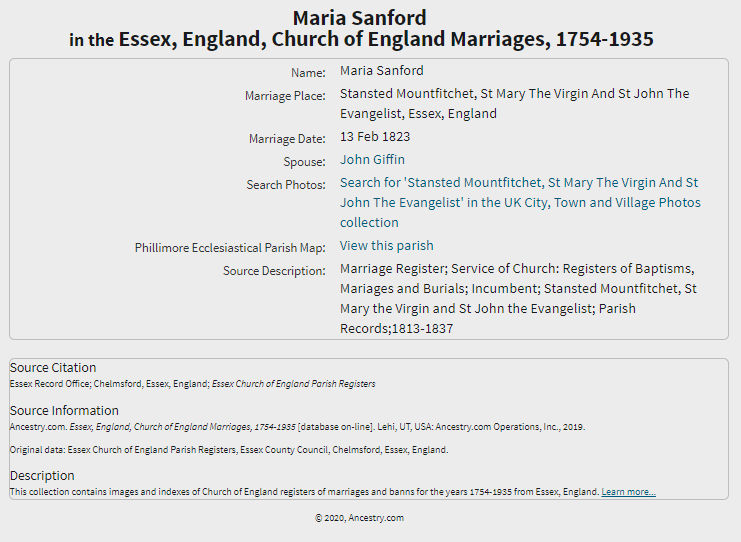 Maria Sanford
in the Essex, England, Church of England Marriages, 1754-1935
Name: Maria Sanford
Marriage Place: Stansted Mountfitchet, St Mary The Virgin And St John The
Evangelist, Essex, England
Marriage Date: 13 Feb 1823
Spouse: John Giffin
Search Photos: Search for 'Stansted Mountfitchet, St Mary The Virgin And St
John The Evangelist' in the UK City, Town and Village Photos
collection
Phillimore Ecclesiastical Parish Map: View this parish
Source Description: Marriage Register; Service of Church: Registers of Baptisms,
Mariages and Burials; Incumbent; Stansted Mountfitchet, St
Mary the Virgin and St John the Evangelist; Parish
Records;1813-1837
Source Citation
Essex Record Office; Chelmsford, Essex, England; Essex Church of England Parish Registers
Source Information
Ancestry.com. Essex, England, Church of England Marriages, 1754-1935 [database on-line]. Lehi, UT, USA: Ancestry.com Operations, Inc., 2019.
Original data: Essex Church of England Parish Registers, Essex County Council, Chelmsford, Essex, England.
Description
This collection contains images and indexes of Church of England registers of marriages and banns for the years 1754-1935 from Essex, England. Learn more...
© 2020, Ancestry.com